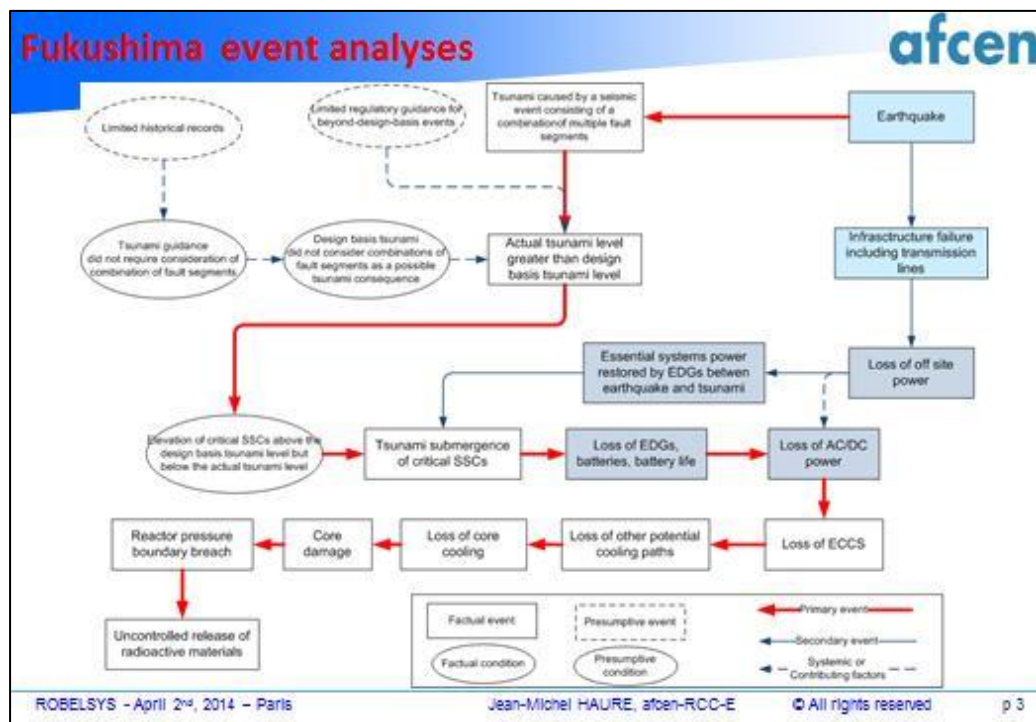 Fukushima event analyses
afcen
Limited historical records
Limited regulatory guidance for
beyond-design-basis events
Tsunami caused by a seismic
event consisting of a
combinationof multiple fault
segments
Earthquake
Tsunami guidance
did not require consideration of
combination of fault segments.
Design basis tsunami
did not consider combinations of
fault segments as a possible
tsunami consequence
Actual tsunami level
greater than design
basis tsunami level
Infrasctructure failure
including transmission
lines
Essential systems power
restored by EDGs betwen
earthquake and tsunami
Loss of off site
power
Elevation of critical SSCs above the
design basis tsunami level but
below the actual tsunami level
Tsunami submergence
of critical SSCs
Loss of EDGs,
batteries, battery life
Loss of AC/DC
power
Reactor pressure
boundary breach
Core
damage
Loss of core
cooling
Loss of other potential
cooling paths
Loss of ECCS
Uncontrolled release of
radioactive materials
Factual event
Presumptive event
Primary event
Secondary event
Factual condition
Presumptive
condition
Systemic or
Contributing factors
ROBELSYS - April 2nd, 2014 – Paris
Jean-Michel HAURE, afcen-RCC-E
© All rights reserved
p 3